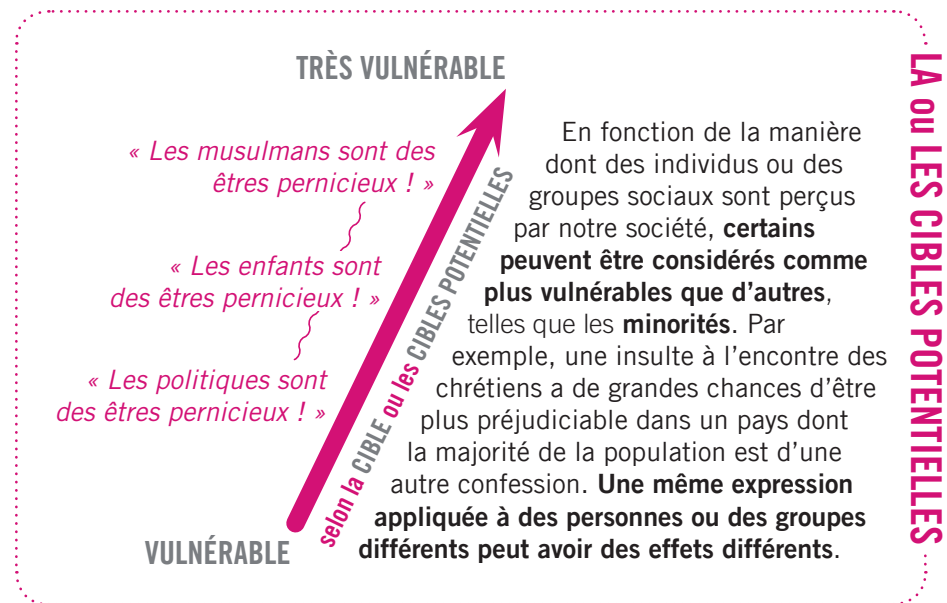 TRÈS VULNÉRABLE
« Les musulmans sont des
êtres pernicieux ! »
« Les enfants sont
des êtres pernicieux ! »
« Les politiques sont
des êtres pernicieux ! »
VULNÉRABLE
selon la CIBLE ou les CIBLES POTENTIELLES
En fonction de la manière
dont des individus ou des
groupes sociaux sont perçus
par notre société, certains
peuvent être considérés comme
plus vulnérables que d’autres,
telles que les minorités. Par
exemple, une insulte à l’encontre des
chrétiens a de grandes chances d’être
plus préjudiciable dans un pays dont
la majorité de la population est d’une
autre confession. Une même expression
appliquée à des personnes ou des groupes
différents peut avoir des effets différents.
LA ou LES CIBLES POTENTIELLES